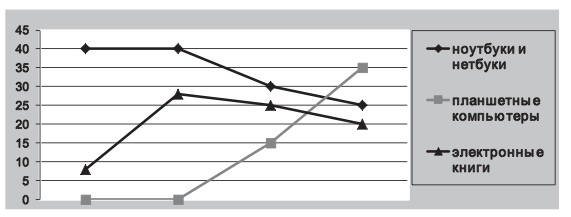 45
40
35
30
25
20
15
10
5
0
ноутбуки и
нетбуки
планшетные
компьютеры
электронные
книги